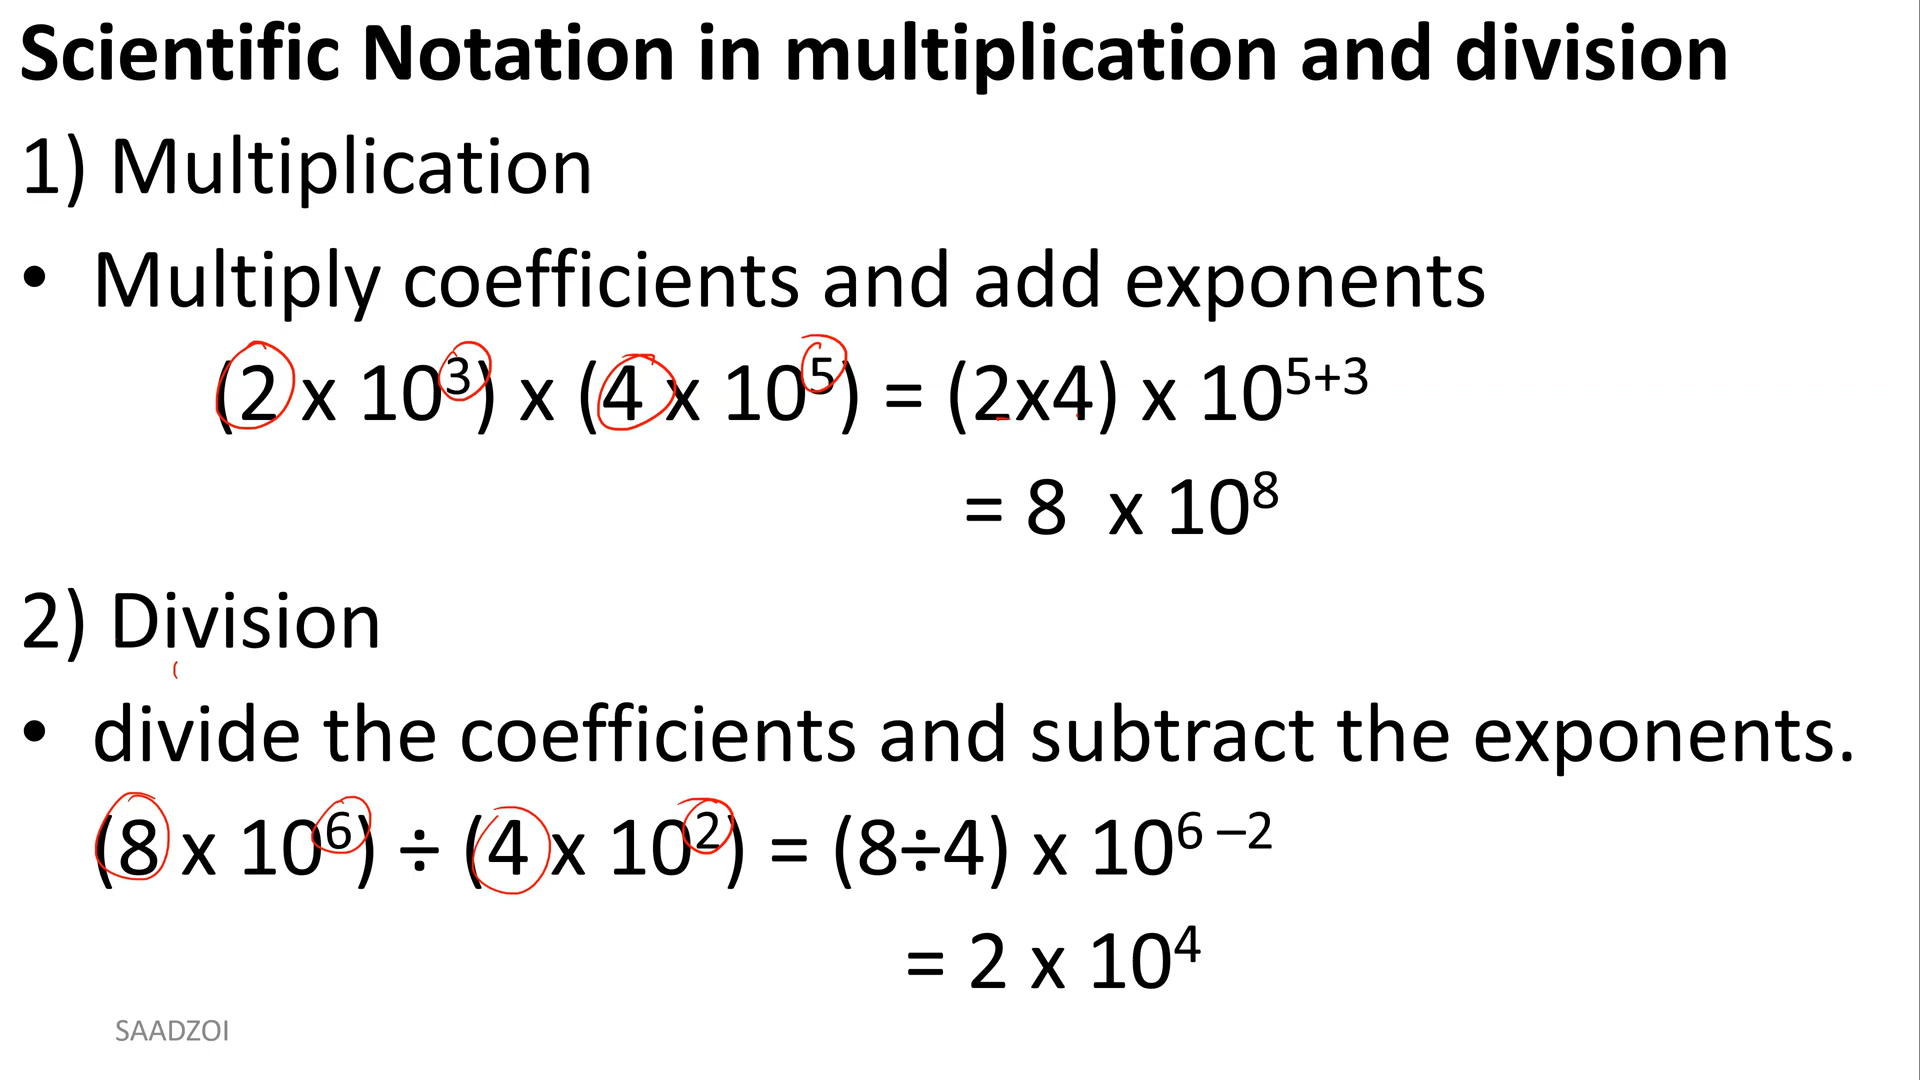 Scientific Notation in multiplication and division
1) Multiplication
• Multiply coefficients and add exponents
(2 x 10³) x (4 x 10⁵) = (2x4) x 10⁵⁺³
= 8 x 10⁸
2) Division
• divide the coefficients and subtract the exponents.
(8 x 10⁶) ÷ (4 x 10²) = (8÷4) x 10⁶ ⁻²
= 2 x 10⁴
SAADZOI